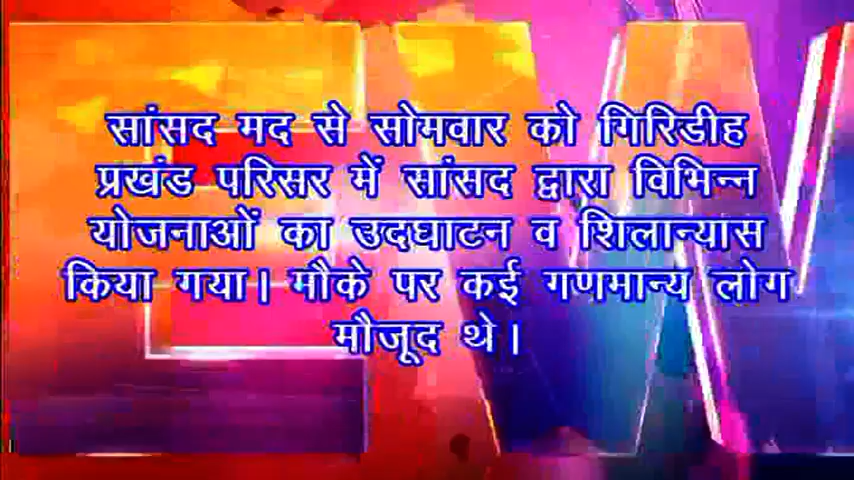 सांसद मद से सोमवार को गिरिडीह
प्रखंड परिसर में सांसद द्वारा विभिन्न
योजनाओं का उदघाटन व शिलान्यास
किया गया। मौके पर कई गणमान्य लोग
मौजूद थे।